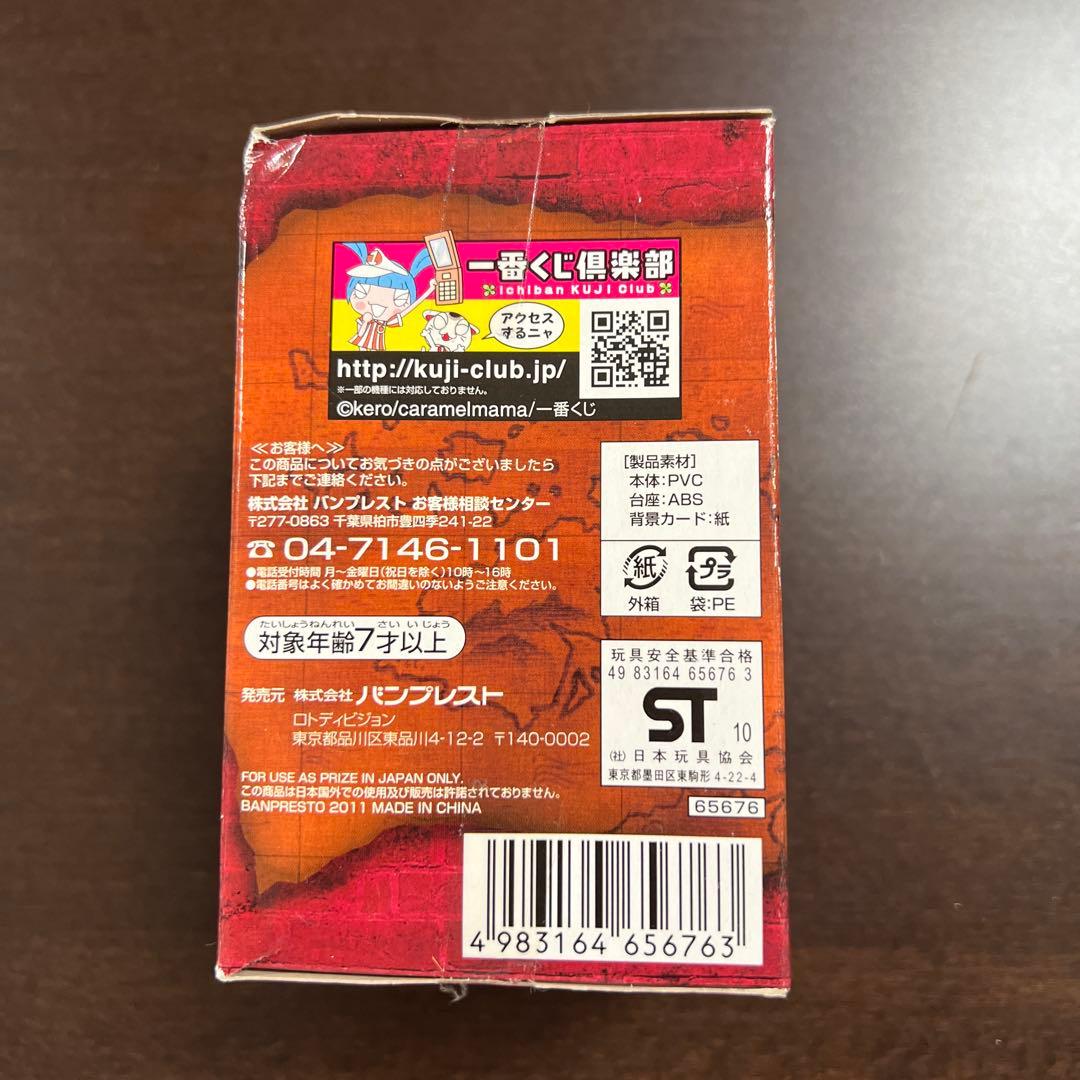 一番くじ倶楽部
Ichiban KUJI Club
アクセス
するニャ
http://kuji-club.jp/
※一部の機種には対応しておりません。
©kero/caramelmama/一番くじ
≪お客様へ≫
この商品についてお気づきの点がございましたら
下記までご連絡ください。
株式会社 バンプレスト お客様相談センター
〒277-0863 千葉県柏市豊四季241-22
☎ 04-7146-1101
●電話受付時間 月〜金曜日(祝日を除く)10時〜16時
●電話番号はよく確かめてお間違いのないようご注意ください。
たいしょうねんれい さい いじょう
対象年齢7才以上
発売元 株式会社 バンプレスト
ロトディビジョン
東京都品川区東品川4-12-2 〒140-0002
FOR USE AS PRIZE IN JAPAN ONLY.
この商品は日本国外での使用及び販売は許諾されておりません。
BANPRESTO 2011 MADE IN CHINA
[製品素材]
本体:PVC
台座:ABS
背景カード:紙
紙 プラ
外箱 袋:PE
玩具安全基準合格
49 83164 65676 3
ST 10
(社)日本玩具協会
東京都墨田区東駒形4-22-4
65676
4 983164 656763